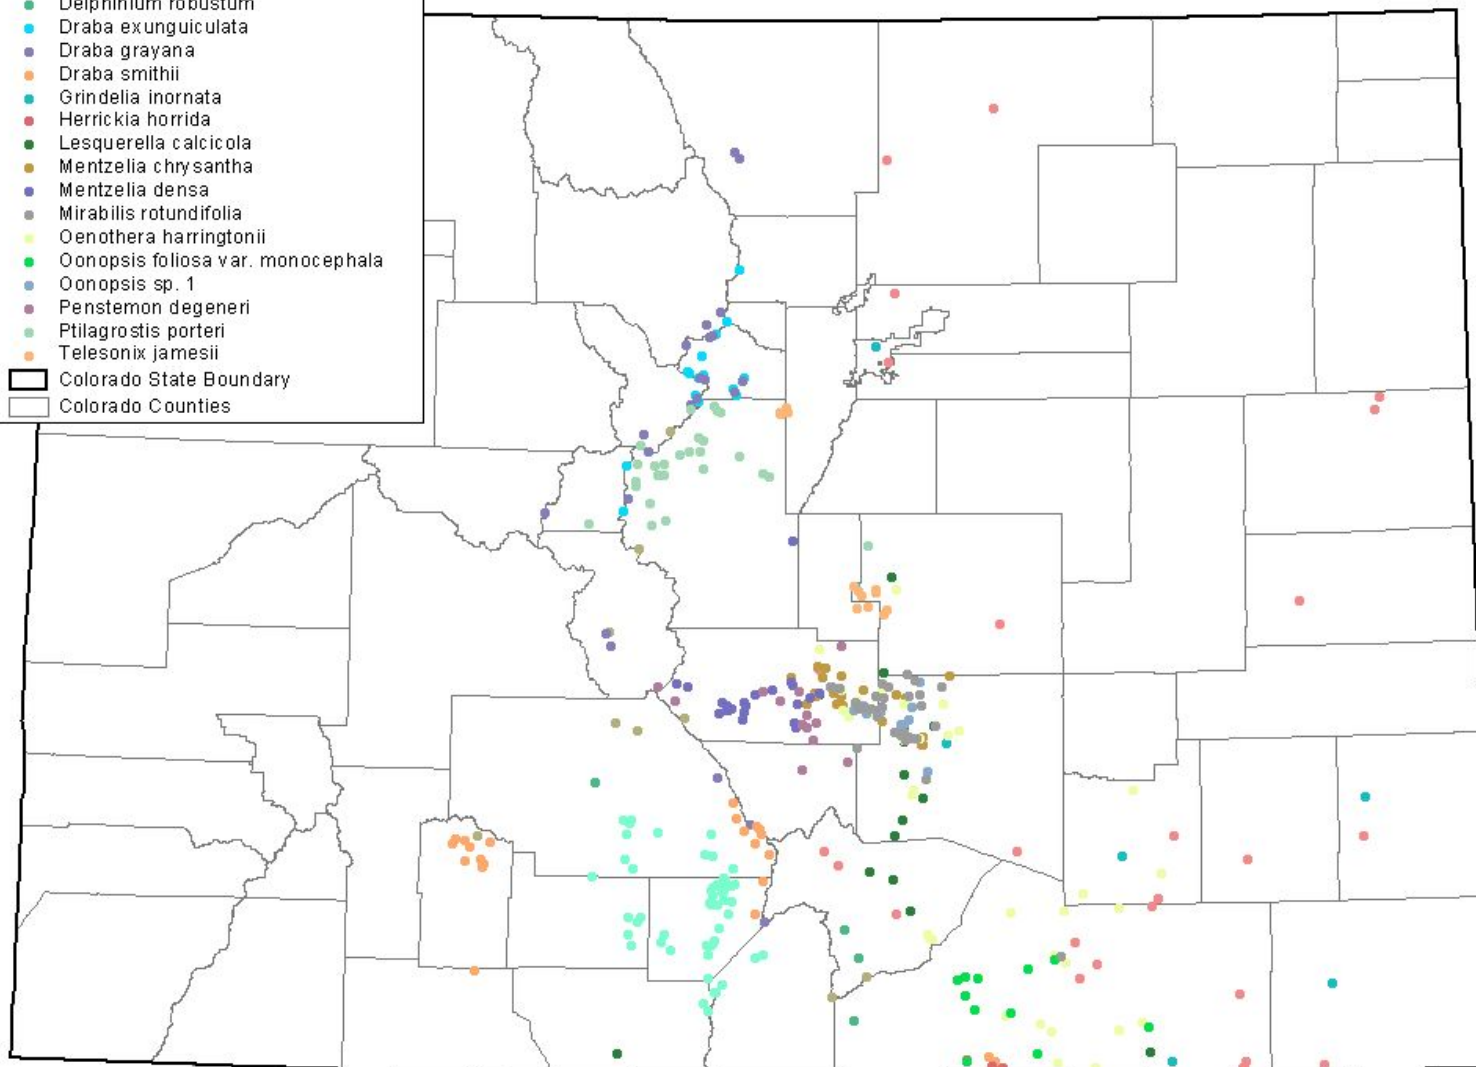 Delphinium robustum
Draba exunguiculata
Draba grayana
Draba smithii
Grindelia inornata
Herrickia horrida
Lesquerella calcicola
Mentzelia chrysantha
Mentzelia densa
Mirabilis rotundifolia
Oenothera harringtonii
Oonopsis foliosa var. monocephala
Oonopsis sp. 1
Penstemon degeneri
Ptilagrostis porteri
Telesonix jamesii
Colorado State Boundary
Colorado Counties